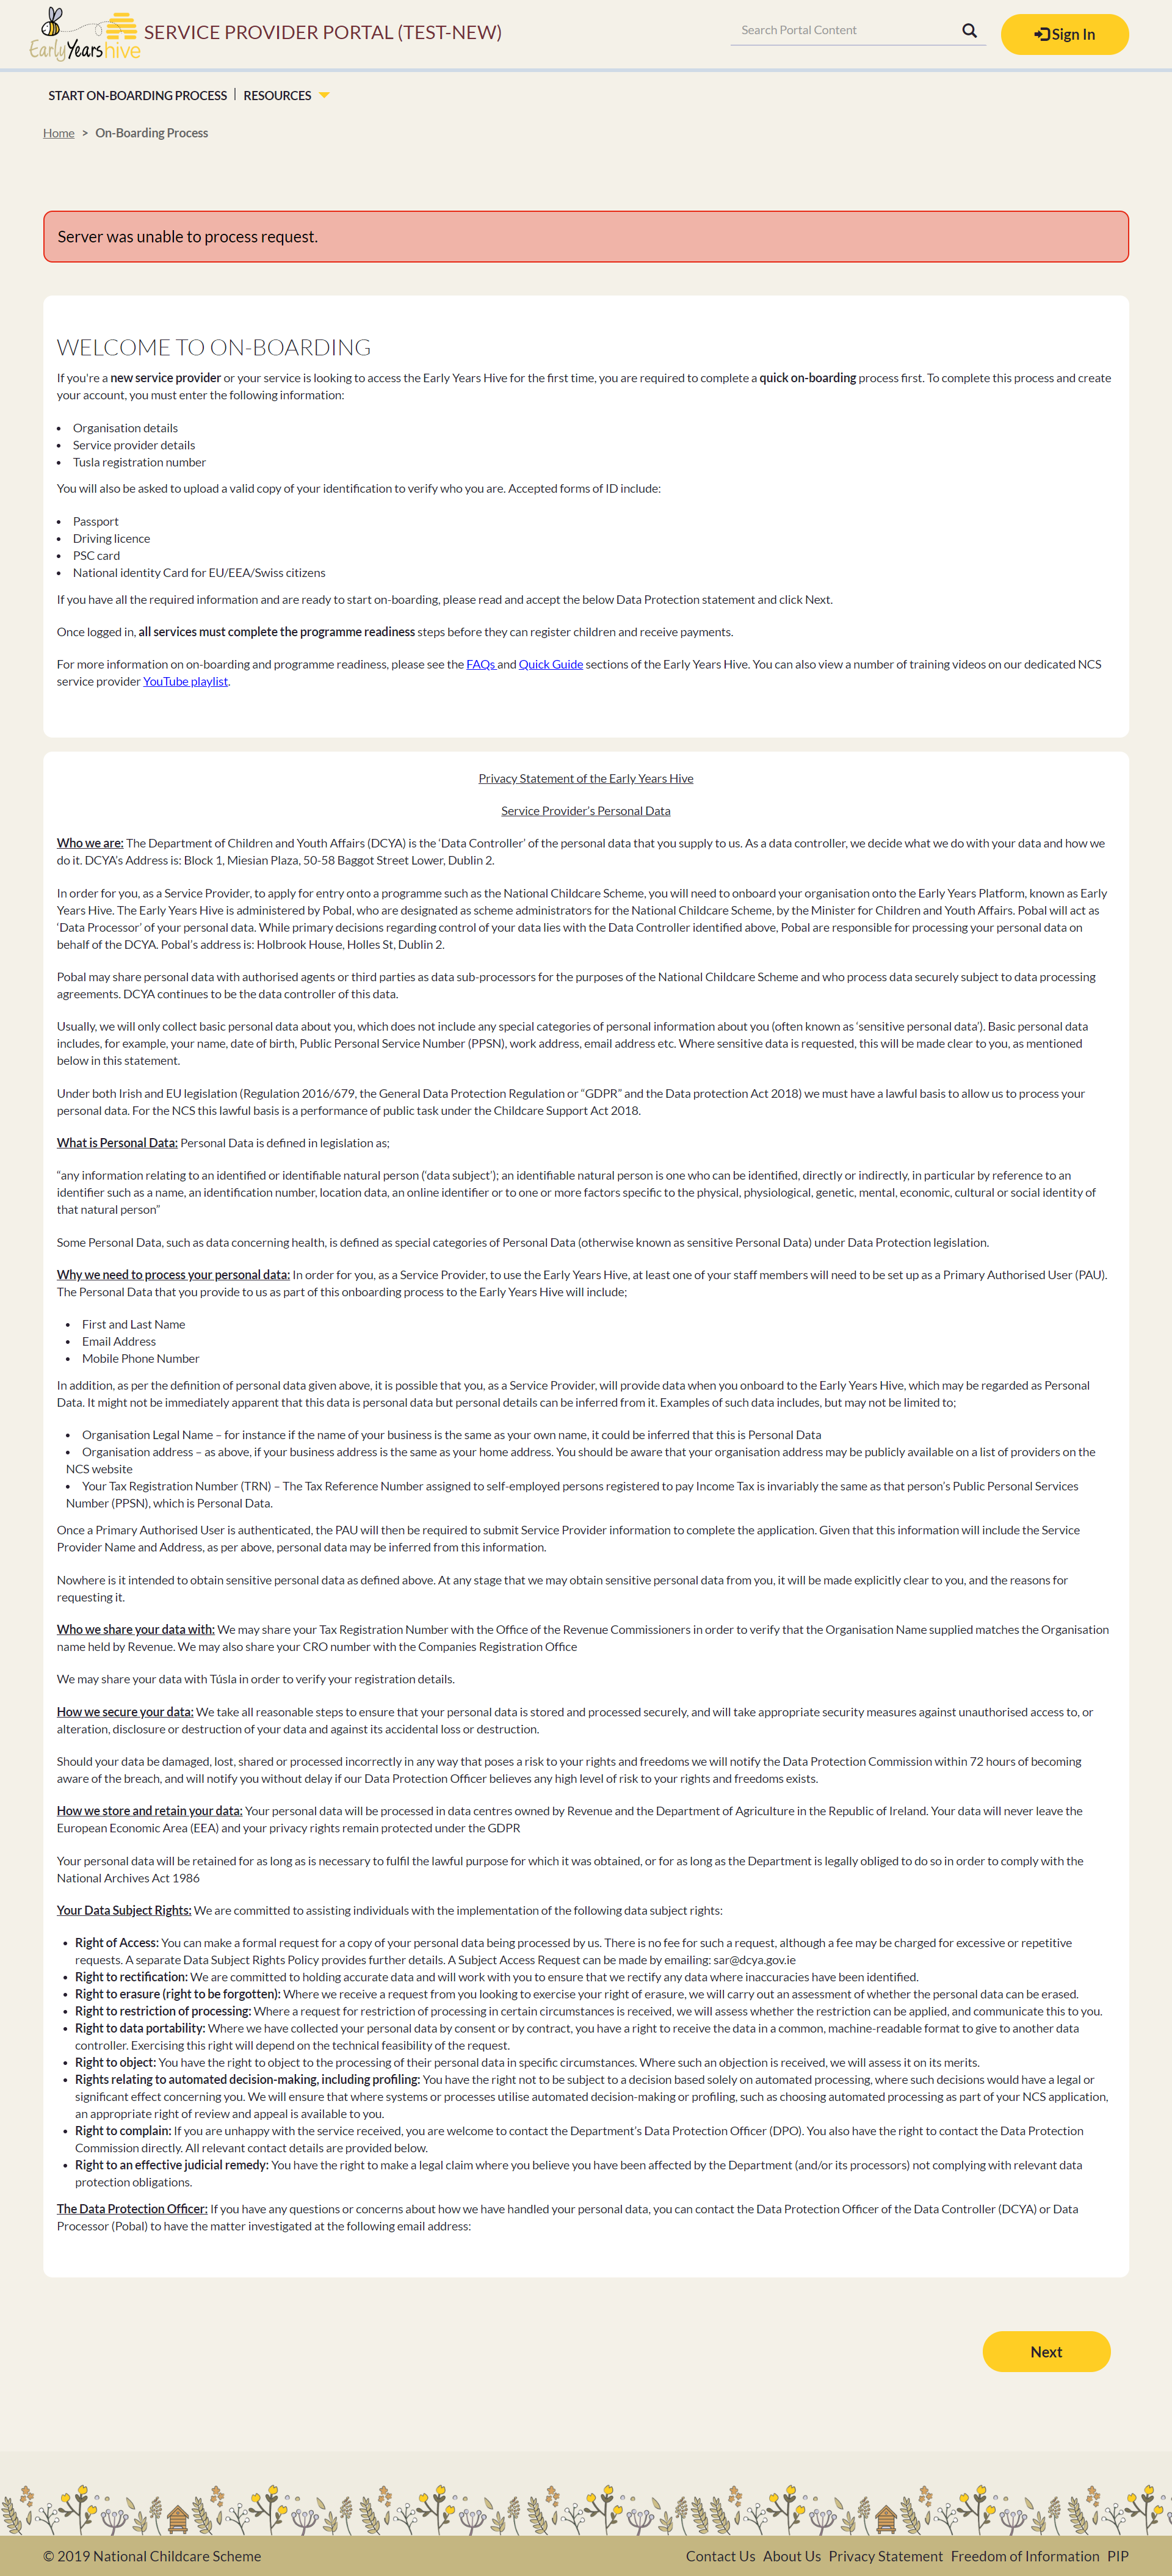 EarlyYearshive
SERVICE PROVIDER PORTAL (TEST-NEW)
Search Portal Content
Sign In
START ON-BOARDING PROCESS | RESOURCES
Home > On-Boarding Process
Server was unable to process request.
WELCOME TO ON-BOARDING
If you're a new service provider or your service is looking to access the Early Years Hive for the first time, you are required to complete a quick on-boarding process first. To complete this process and create
your account, you must enter the following information:
• Organisation details
• Service provider details
• Tusla registration number
You will also be asked to upload a valid copy of your identification to verify who you are. Accepted forms of ID include:
• Passport
• Driving licence
• PSC card
• National identity Card for EU/EEA/Swiss citizens
If you have all the required information and are ready to start on-boarding, please read and accept the below Data Protection statement and click Next.
Once logged in, all services must complete the programme readiness steps before they can register children and receive payments.
For more information on on-boarding and programme readiness, please see the FAQs and Quick Guide sections of the Early Years Hive. You can also view a number of training videos on our dedicated NCS
service provider YouTube playlist.
Privacy Statement of the Early Years Hive
Service Provider’s Personal Data
Who we are: The Department of Children and Youth Affairs (DCYA) is the ‘Data Controller’ of the personal data that you supply to us. As a data controller, we decide what we do with your data and how we
do it. DCYA’s Address is: Block 1, Miesian Plaza, 50-58 Baggot Street Lower, Dublin 2.
In order for you, as a Service Provider, to apply for entry onto a programme such as the National Childcare Scheme, you will need to onboard your organisation onto the Early Years Platform, known as Early
Years Hive. The Early Years Hive is administered by Pobal, who are designated as scheme administrators for the National Childcare Scheme, by the Minister for Children and Youth Affairs. Pobal will act as
‘Data Processor’ of your personal data. While primary decisions regarding control of your data lies with the Data Controller identified above, Pobal are responsible for processing your personal data on
behalf of the DCYA. Pobal’s address is: Holbrook House, Holles St, Dublin 2.
Pobal may share personal data with authorised agents or third parties as data sub-processors for the purposes of the National Childcare Scheme and who process data securely subject to data processing
agreements. DCYA continues to be the data controller of this data.
Usually, we will only collect basic personal data about you, which does not include any special categories of personal information about you (often known as ‘sensitive personal data’). Basic personal data
includes, for example, your name, date of birth, Public Personal Service Number (PPSN), work address, email address etc. Where sensitive data is requested, this will be made clear to you, as mentioned
below in this statement.
Under both Irish and EU legislation (Regulation 2016/679, the General Data Protection Regulation or “GDPR” and the Data protection Act 2018) we must have a lawful basis to allow us to process your
personal data. For the NCS this lawful basis is a performance of public task under the Childcare Support Act 2018.
What is Personal Data: Personal Data is defined in legislation as;
“any information relating to an identified or identifiable natural person (‘data subject’); an identifiable natural person is one who can be identified, directly or indirectly, in particular by reference to an
identifier such as a name, an identification number, location data, an online identifier or to one or more factors specific to the physical, physiological, genetic, mental, economic, cultural or social identity of
that natural person”
Some Personal Data, such as data concerning health, is defined as special categories of Personal Data (otherwise known as sensitive Personal Data) under Data Protection legislation.
Why we need to process your personal data: In order for you, as a Service Provider, to use the Early Years Hive, at least one of your staff members will need to be set up as a Primary Authorised User (PAU).
The Personal Data that you provide to us as part of this onboarding process to the Early Years Hive will include;
• First and Last Name
• Email Address
• Mobile Phone Number
In addition, as per the definition of personal data given above, it is possible that you, as a Service Provider, will provide data when you onboard to the Early Years Hive, which may be regarded as Personal
Data. It might not be immediately apparent that this data is personal data but personal details can be inferred from it. Examples of such data includes, but may not be limited to;
• Organisation Legal Name – for instance if the name of your business is the same as your own name, it could be inferred that this is Personal Data
• Organisation address – as above, if your business address is the same as your home address. You should be aware that your organisation address may be publicly available on a list of providers on the
NCS website
• Your Tax Registration Number (TRN) – The Tax Reference Number assigned to self-employed persons registered to pay Income Tax is invariably the same as that person’s Public Personal Services
Number (PPSN), which is Personal Data.
Once a Primary Authorised User is authenticated, the PAU will then be required to submit Service Provider information to complete the application. Given that this information will include the Service
Provider Name and Address, as per above, personal data may be inferred from this information.
Nowhere is it intended to obtain sensitive personal data as defined above. At any stage that we may obtain sensitive personal data from you, it will be made explicitly clear to you, and the reasons for
requesting it.
Who we share your data with: We may share your Tax Registration Number with the Office of the Revenue Commissioners in order to verify that the Organisation Name supplied matches the Organisation
name held by Revenue. We may also share your CRO number with the Companies Registration Office
We may share your data with Túsla in order to verify your registration details.
How we secure your data: We take all reasonable steps to ensure that your personal data is stored and processed securely, and will take appropriate security measures against unauthorised access to, or
alteration, disclosure or destruction of your data and against its accidental loss or destruction.
Should your data be damaged, lost, shared or processed incorrectly in any way that poses a risk to your rights and freedoms we will notify the Data Protection Commission within 72 hours of becoming
aware of the breach, and will notify you without delay if our Data Protection Officer believes any high level of risk to your rights and freedoms exists.
How we store and retain your data: Your personal data will be processed in data centres owned by Revenue and the Department of Agriculture in the Republic of Ireland. Your data will never leave the
European Economic Area (EEA) and your privacy rights remain protected under the GDPR
Your personal data will be retained for as long as is necessary to fulfil the lawful purpose for which it was obtained, or for as long as the Department is legally obliged to do so in order to comply with the
National Archives Act 1986
Your Data Subject Rights: We are committed to assisting individuals with the implementation of the following data subject rights:
• Right of Access: You can make a formal request for a copy of your personal data being processed by us. There is no fee for such a request, although a fee may be charged for excessive or repetitive
requests. A separate Data Subject Rights Policy provides further details. A Subject Access Request can be made by emailing: sar@dcya.gov.ie
• Right to rectification: We are committed to holding accurate data and will work with you to ensure that we rectify any data where inaccuracies have been identified.
• Right to erasure (right to be forgotten): Where we receive a request from you looking to exercise your right of erasure, we will carry out an assessment of whether the personal data can be erased.
• Right to restriction of processing: Where a request for restriction of processing in certain circumstances is received, we will assess whether the restriction can be applied, and communicate this to you.
• Right to data portability: Where we have collected your personal data by consent or by contract, you have a right to receive the data in a common, machine-readable format to give to another data
controller. Exercising this right will depend on the technical feasibility of the request.
• Right to object: You have the right to object to the processing of their personal data in specific circumstances. Where such an objection is received, we will assess it on its merits.
• Rights relating to automated decision-making, including profiling: You have the right not to be subject to a decision based solely on automated processing, where such decisions would have a legal or
significant effect concerning you. We will ensure that where systems or processes utilise automated decision-making or profiling, such as choosing automated processing as part of your NCS application,
an appropriate right of review and appeal is available to you.
• Right to complain: If you are unhappy with the service received, you are welcome to contact the Department’s Data Protection Officer (DPO). You also have the right to contact the Data Protection
Commission directly. All relevant contact details are provided below.
• Right to an effective judicial remedy: You have the right to make a legal claim where you believe you have been affected by the Department (and/or its processors) not complying with relevant data
protection obligations.
The Data Protection Officer: If you have any questions or concerns about how we have handled your personal data, you can contact the Data Protection Officer of the Data Controller (DCYA) or Data
Processor (Pobal) to have the matter investigated at the following email address:
Next
© 2019 National Childcare Scheme
Contact Us About Us Privacy Statement Freedom of Information PIP